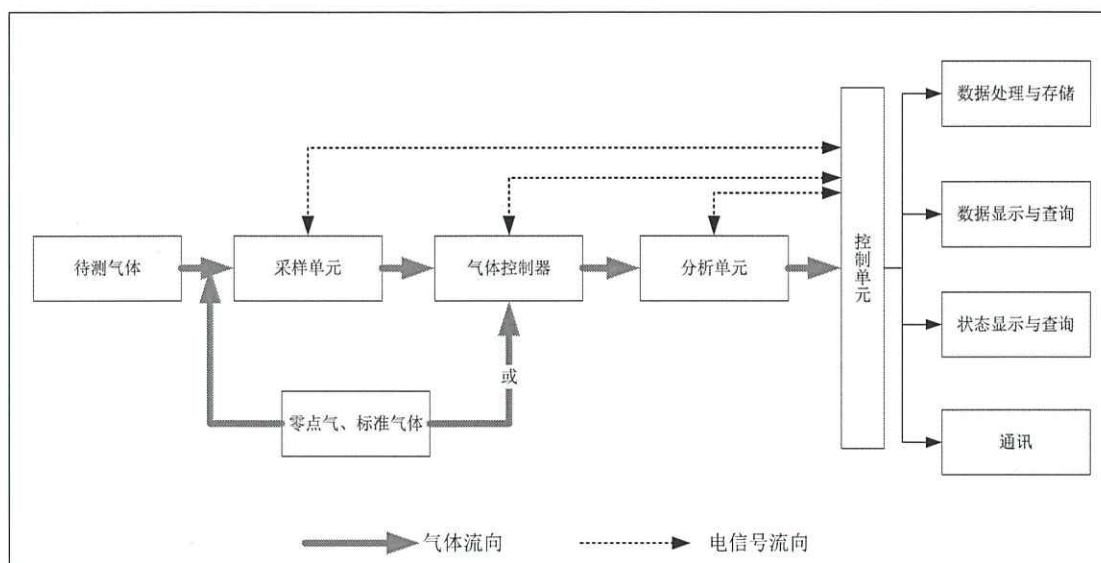 数据处理与存储
数据显示与查询
待测气体
采样单元
气体控制器
分析单元
控制单元
状态显示与查询
或
零点气、标准气体
通讯
气体流向
电信号流向